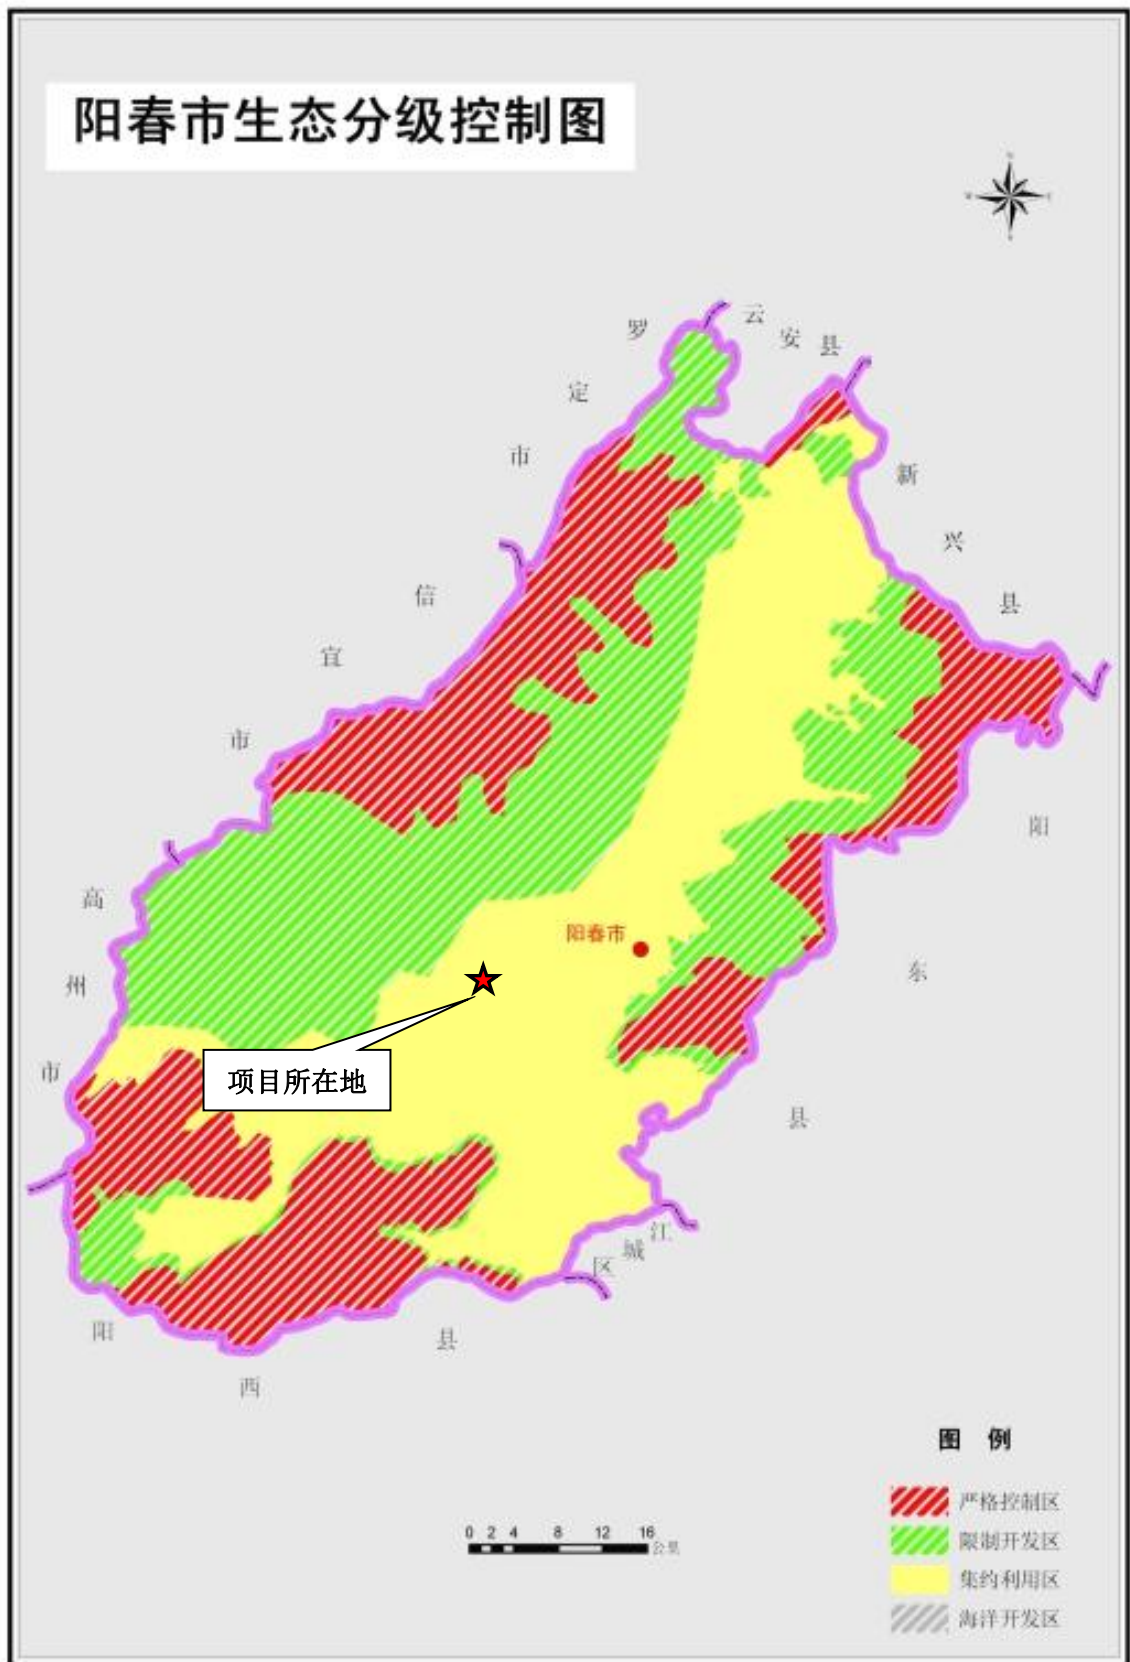 阳春市生态分级控制图
N
W
E
S
云安县
罗定市
新兴县
信宜市
阳东县
高州市
阳春市
项目所在地
江城区
阳西县
图 例
严格控制区
限制开发区
集约利用区
海洋开发区
0 2 4 8 12 16
公里